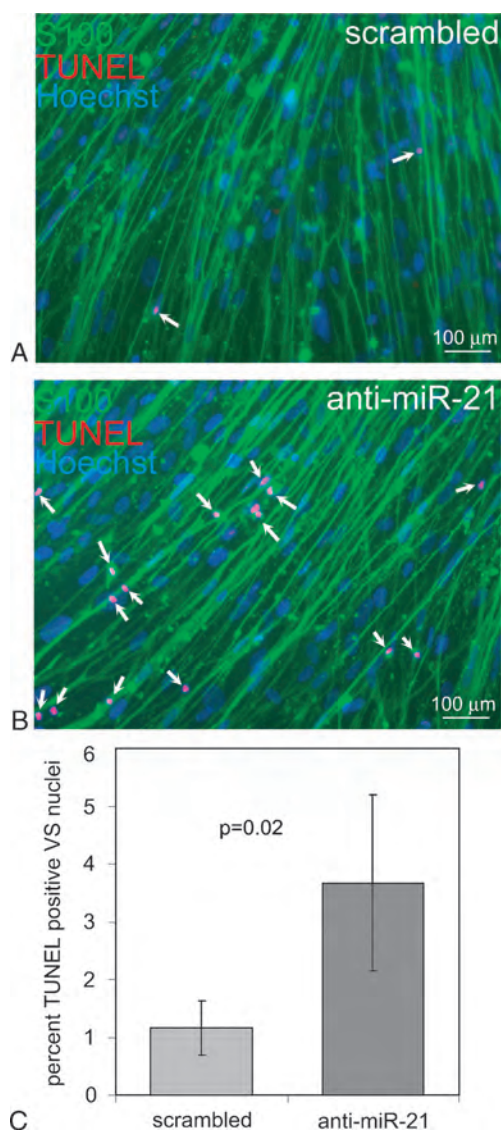 S100
TUNEL
Hoechst
scrambled
100 μm
A
S100
TUNEL
Hoechst
anti-miR-21
100 μm
B
percent TUNEL positive VS nuclei
6
5
4
3
2
1
0
p=0.02
scrambled
anti-miR-21
C